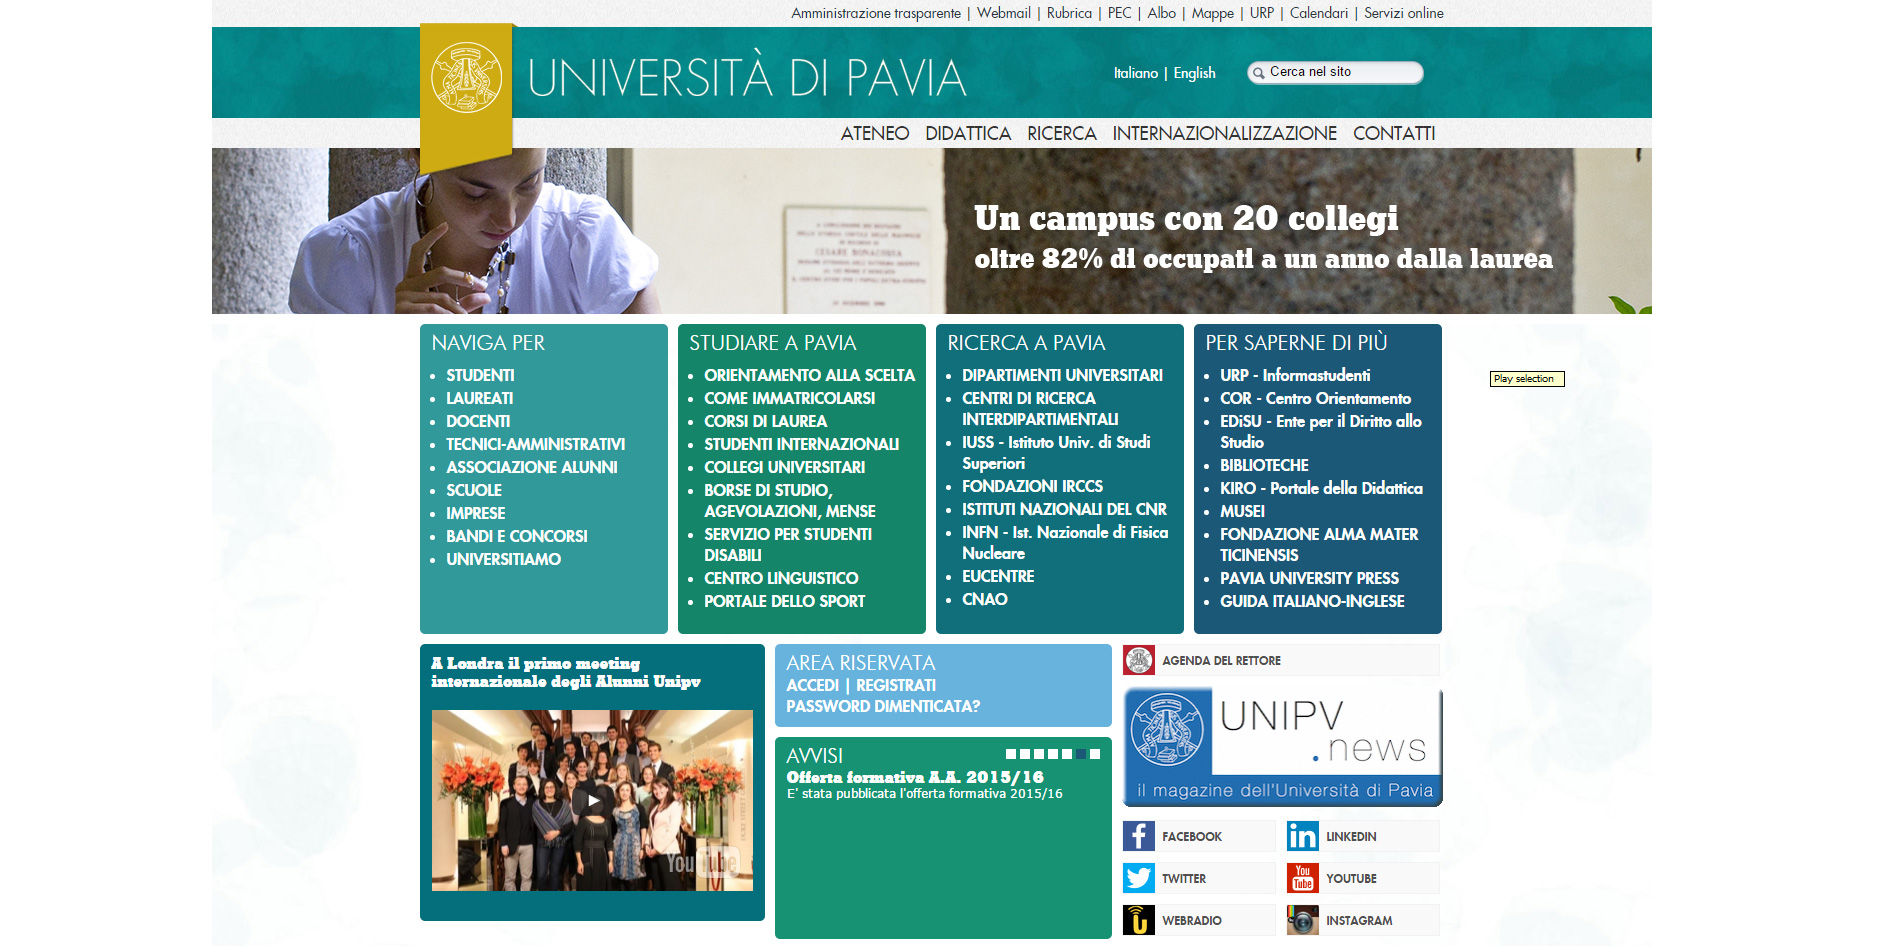 Amministrazione trasparente | Webmail | Rubrica | PEC | Albo | Mappe | URP | Calendari | Servizi online
UNIVERSITÀ DI PAVIA
Italiano | English
Cerca nel sito
ATENEO DIDATTICA RICERCA INTERNAZIONALIZZAZIONE CONTATTI
CESARE BONACOSSA
Un campus con 20 collegi
oltre 82% di occupati a un anno dalla laurea
NAVIGA PER
STUDENTI
LAUREATI
DOCENTI
TECNICI-AMMINISTRATIVI
ASSOCIAZIONE ALUNNI
SCUOLE
IMPRESE
BANDI E CONCORSI
UNIVERSITIAMO
STUDIARE A PAVIA
ORIENTAMENTO ALLA SCELTA
COME IMMATRICOLARSI
CORSI DI LAUREA
STUDENTI INTERNAZIONALI
COLLEGI UNIVERSITARI
BORSE DI STUDIO,
AGEVOLAZIONI, MENSE
SERVIZIO PER STUDENTI
DISABILI
CENTRO LINGUISTICO
PORTALE DELLO SPORT
RICERCA A PAVIA
DIPARTIMENTI UNIVERSITARI
CENTRI DI RICERCA
INTERDIPARTIMENTALI
IUSS - Istituto Univ. di Studi
Superiori
FONDAZIONI IRCCS
ISTITUTI NAZIONALI DEL CNR
INFN - Ist. Nazionale di Fisica
Nucleare
EUCENTRE
CNAO
PER SAPERNE DI PIÙ
URP - Informastudenti
COR - Centro Orientamento
EDiSU - Ente per il Diritto allo
Studio
BIBLIOTECHE
KIRO - Portale della Didattica
MUSEI
FONDAZIONE ALMA MATER
TICINENSIS
PAVIA UNIVERSITY PRESS
GUIDA ITALIANO-INGLESE
Play selection
A Londra il primo meeting
internazionale degli Alunni Unipv
YouTube
AREA RISERVATA
ACCEDI | REGISTRATI
PASSWORD DIMENTICATA?
AVVISI
Offerta formativa A.A. 2015/16
E' stata pubblicata l'offerta formativa 2015/16
AGENDA DEL RETTORE
UNIPV
.news
il magazine dell'Università di Pavia
FACEBOOK
LINKEDIN
TWITTER
You
Tube
YOUTUBE
WEBRADIO
INSTAGRAM